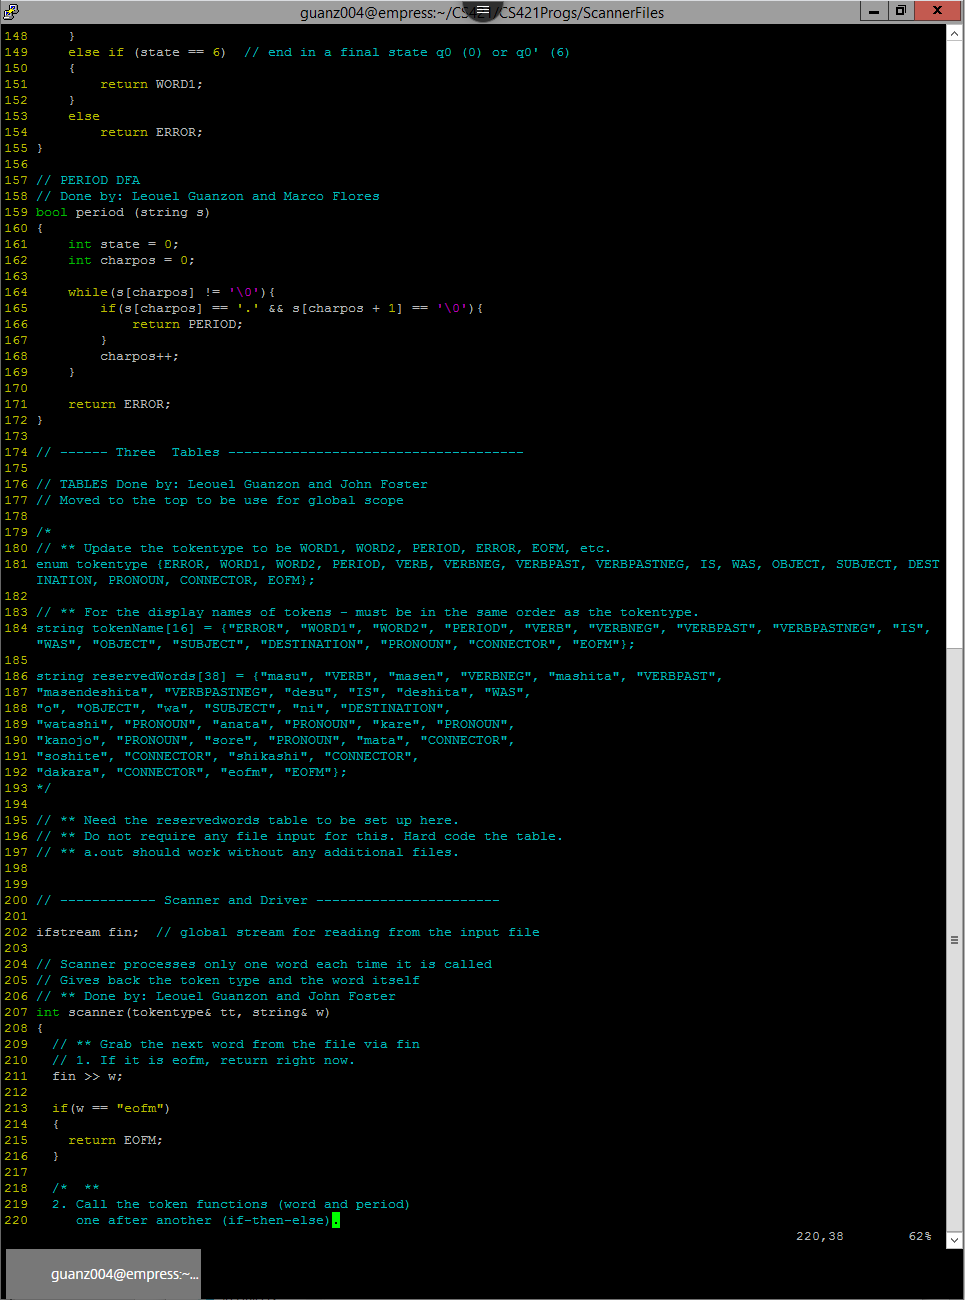 guanz004@empress:~/CS421/CS421Progs/ScannerFiles
148     }
149     else if (state == 6)  // end in a final state q0 (0) or q0' (6)
150     {
151         return WORD1;
152     }
153     else
154         return ERROR;
155 }
156
157 // PERIOD DFA
158 // Done by: Leouel Guanzon and Marco Flores
159 bool period (string s)
160 {
161     int state = 0;
162     int charpos = 0;
163
164     while(s[charpos] != '\0'){
165         if(s[charpos] == '.' && s[charpos + 1] == '\0'){
166             return PERIOD;
167         }
168         charpos++;
169     }
170
171     return ERROR;
172 }
173
174 // ------ Three  Tables -------------------------------------
175
176 // TABLES Done by: Leouel Guanzon and John Foster
177 // Moved to the top to be use for global scope
178
179 /*
180 // ** Update the tokentype to be WORD1, WORD2, PERIOD, ERROR, EOFM, etc.
181 enum tokentype {ERROR, WORD1, WORD2, PERIOD, VERB, VERBNEG, VERBPAST, VERBPASTNEG, IS, WAS, OBJECT, SUBJECT, DEST
INATION, PRONOUN, CONNECTOR, EOFM};
182
183 // ** For the display names of tokens - must be in the same order as the tokentype.
184 string tokenName[16] = {"ERROR", "WORD1", "WORD2", "PERIOD", "VERB", "VERBNEG", "VERBPAST", "VERBPASTNEG", "IS",
"WAS", "OBJECT", "SUBJECT", "DESTINATION", "PRONOUN", "CONNECTOR", "EOFM"};
185
186 string reservedWords[38] = {"masu", "VERB", "masen", "VERBNEG", "mashita", "VERBPAST",
187 "masendeshita", "VERBPASTNEG", "desu", "IS", "deshita", "WAS",
188 "o", "OBJECT", "wa", "SUBJECT", "ni", "DESTINATION",
189 "watashi", "PRONOUN", "anata", "PRONOUN", "kare", "PRONOUN",
190 "kanojo", "PRONOUN", "sore", "PRONOUN", "mata", "CONNECTOR",
191 "soshite", "CONNECTOR", "shikashi", "CONNECTOR",
192 "dakara", "CONNECTOR", "eofm", "EOFM"};
193 */
194
195 // ** Need the reservedwords table to be set up here.
196 // ** Do not require any file input for this. Hard code the table.
197 // ** a.out should work without any additional files.
198
199
200 // ------------ Scanner and Driver -----------------------
201
202 ifstream fin;  // global stream for reading from the input file
203
204 // Scanner processes only one word each time it is called
205 // Gives back the token type and the word itself
206 // ** Done by: Leouel Guanzon and John Foster
207 int scanner(tokentype& tt, string& w)
208 {
209   // ** Grab the next word from the file via fin
210   // 1. If it is eofm, return right now.
211   fin >> w;
212
213   if(w == "eofm")
214   {
215     return EOFM;
216   }
217
218   /*  **
219   2. Call the token functions (word and period)
220      one after another (if-then-else).
220,38        62%
guanz004@empress:~...